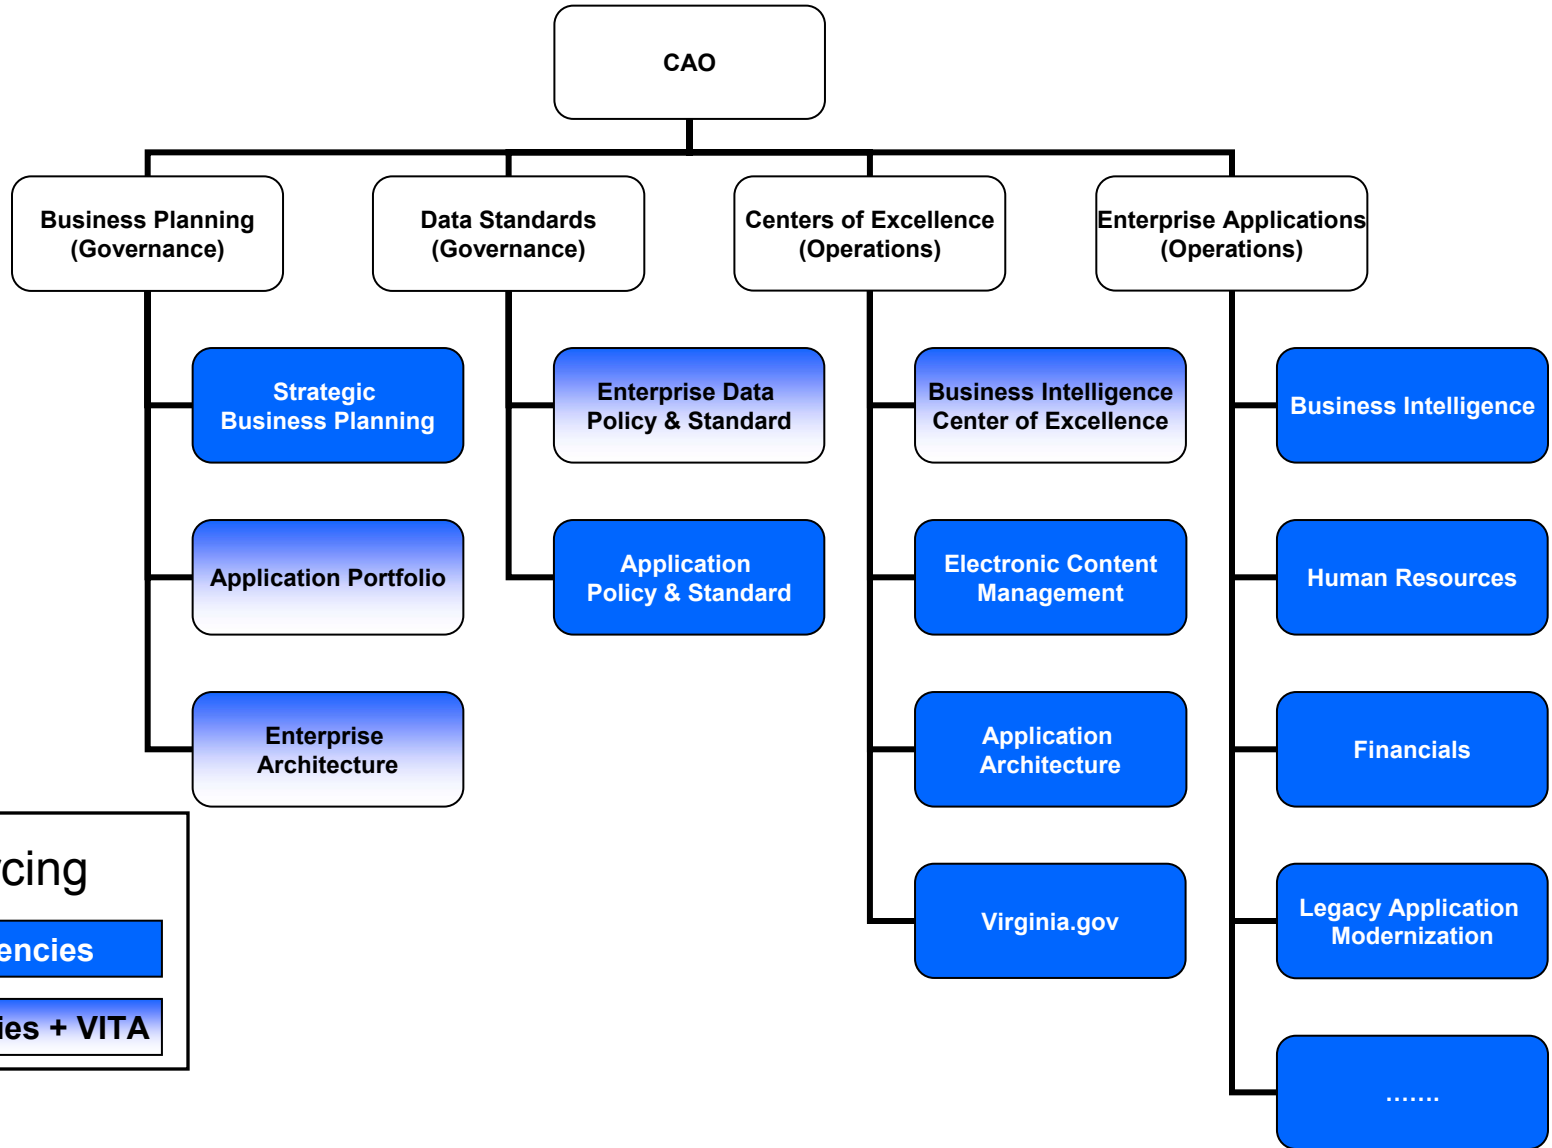 CAO
Business Planning
(Governance)
Data Standards
(Governance)
Centers of Excellence
(Operations)
Enterprise Applications
(Operations)
Strategic
Business Planning
Enterprise Data
Policy & Standard
Business Intelligence
Center of Excellence
Business Intelligence
Application Portfolio
Application
Policy & Standard
Electronic Content
Management
Human Resources
Enterprise
Architecture
Application
Architecture
Financials
Virginia.gov
Legacy Application
Modernization
.......
cing
encies
ies + VITA